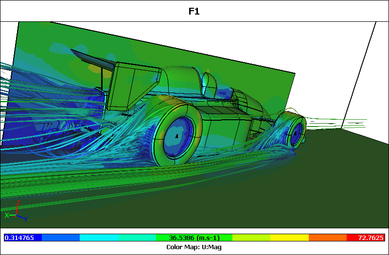 F1
X
0.314765 36.5386 (m.s-1) 72.7625
Color Map: U:Mag